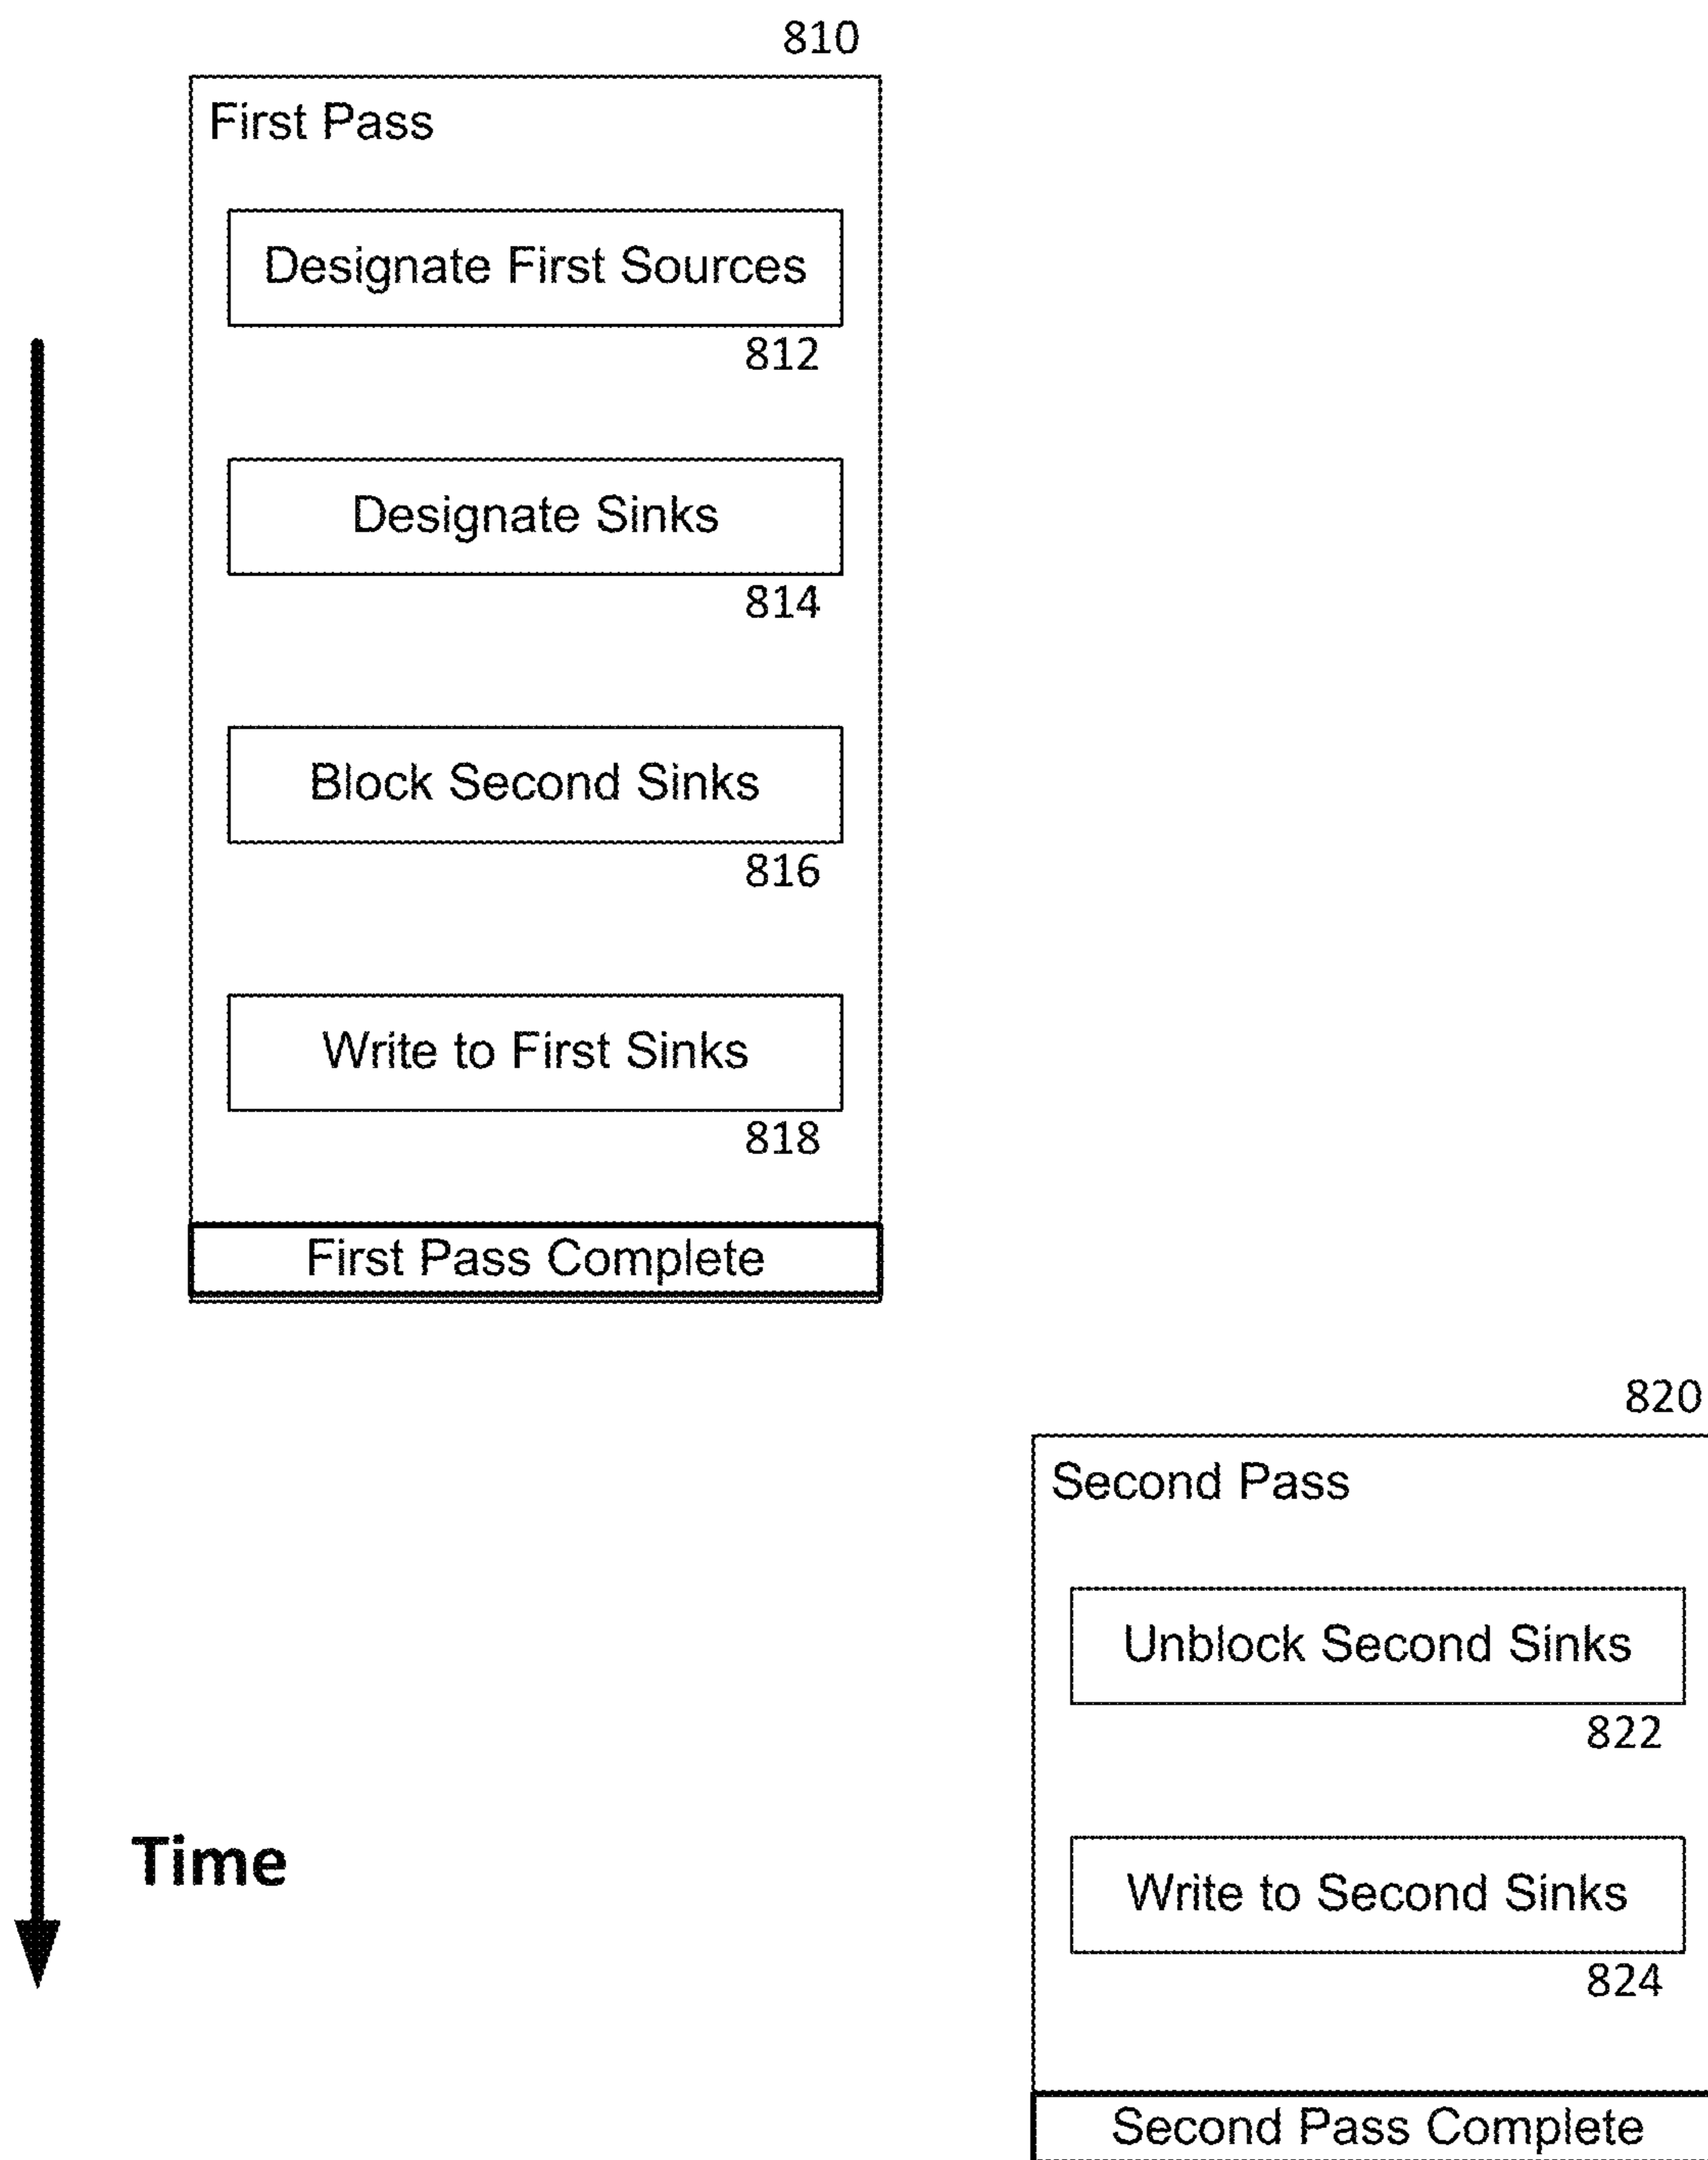 810
First Pass
Designate First Sources
812
Designate Sinks
814
Block Second Sinks
816
Write to First Sinks
818
First Pass Complete
820
Second Pass
Unblock Second Sinks
822
Time
Write to Second Sinks
824
Second Pass Complete